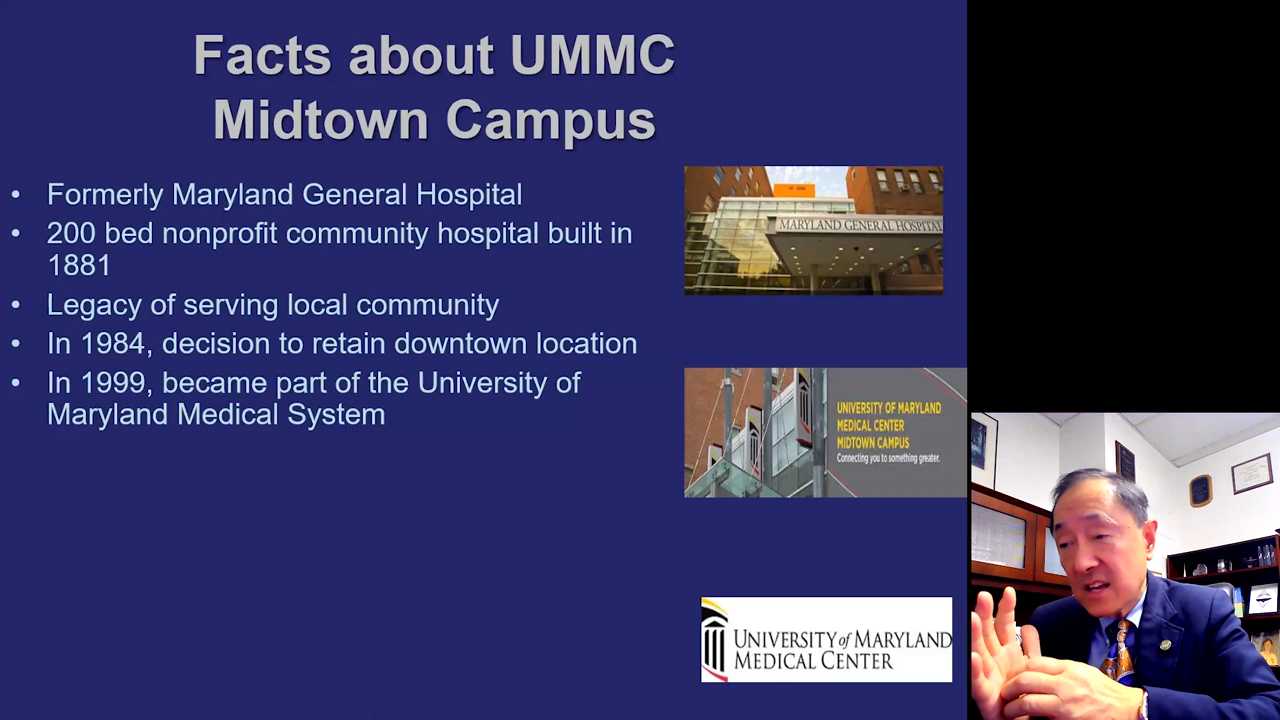 Facts about UMMC
Midtown Campus
• Formerly Maryland General Hospital
• 200 bed nonprofit community hospital built in
1881
• Legacy of serving local community
• In 1984, decision to retain downtown location
• In 1999, became part of the University of
Maryland Medical System
MARYLAND GENERAL HOSPITAL
UNIVERSITY OF MARYLAND
MEDICAL CENTER
MIDTOWN CAMPUS
Connecting you to something greater.
UNIVERSITY of MARYLAND
MEDICAL CENTER